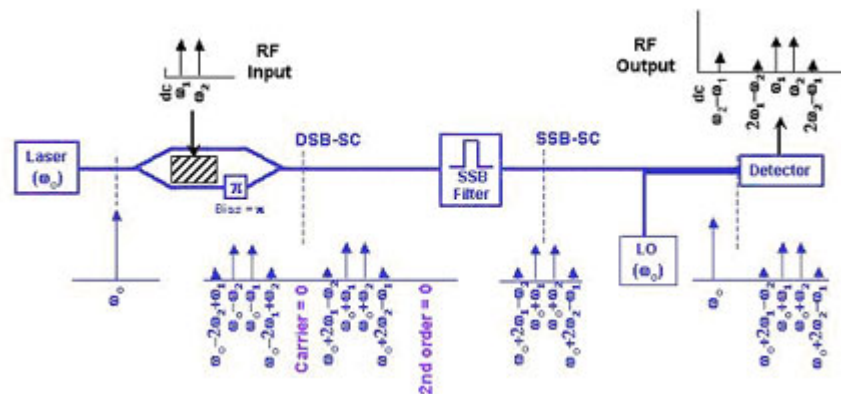 RF
Input
dc
ω₁
ω₂
RF
Output
dc
ω₂−ω₁
2ω₁−ω₂
ω₁
ω₂
2ω₂−ω₁
Laser
(ω₀)
π
Bias = π
DSB-SC
SSB
Filter
SSB-SC
LO
(ω₀)
Detector
ω₀
ω₀−2ω₂+ω₁
ω₀−ω₂
ω₀−ω₁
ω₀−2ω₁+ω₂
Carrier = 0
ω₀+2ω₁−ω₂
ω₀+ω₁
ω₀+ω₂
ω₀+2ω₂−ω₁
2nd order = 0
ω₀+2ω₁−ω₂
ω₀+ω₁
ω₀+ω₂
ω₀+2ω₂−ω₁
ω₀
ω₀+2ω₁−ω₂
ω₀+ω₁
ω₀+ω₂
ω₀+2ω₂−ω₁